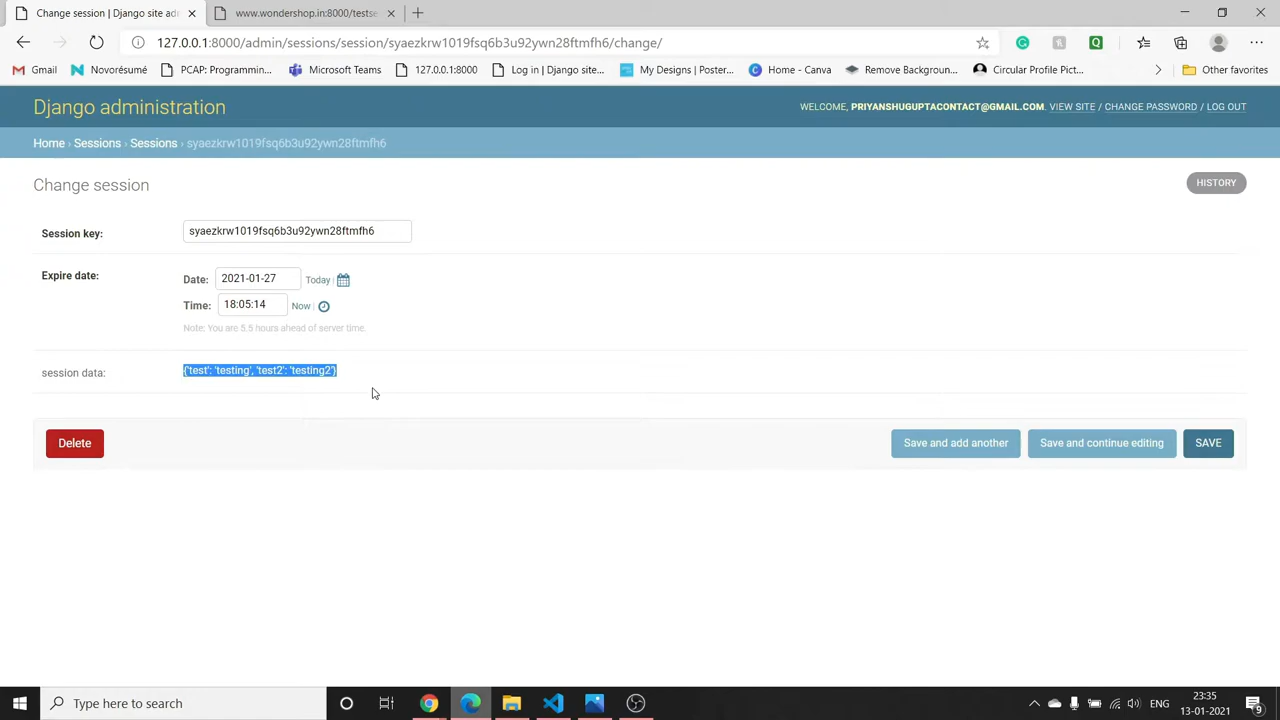 Change session | Django site adr
www.wondershop.in:8000/testse
127.0.0.1:8000/admin/sessions/session/syaezkrw1019fsq6b3u92ywn28ftmfh6/change/
Gmail
Novorésumé
PCAP: Programmin...
Microsoft Teams
127.0.0.1:8000
Log in | Django site...
My Designs | Poster...
Home - Canva
Remove Backgroun...
Circular Profile Pict...
Other favorites
Django administration
WELCOME, PRIYANSHUGUPTACONTACT@GMAIL.COM. VIEW SITE / CHANGE PASSWORD / LOG OUT
Home › Sessions › Sessions › syaezkrw1019fsq6b3u92ywn28ftmfh6
Change session
HISTORY
Session key:
syaezkrw1019fsq6b3u92ywn28ftmfh6
Expire date:
Date: 2021-01-27 Today |
Time: 18:05:14 Now |
Note: You are 5.5 hours ahead of server time.
session data:
{'test': 'testing', 'test2': 'testing2'}
Delete
Save and add another
Save and continue editing
SAVE
Type here to search
ENG
23:35
13-01-2021
9